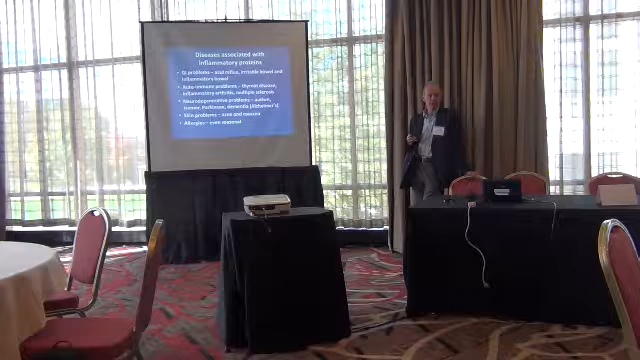 Diseases associated with
inflammatory proteins
• GI problems – acid reflux, irritable bowel and
inflammatory bowel
• Auto-immune problems – thyroid disease,
inflammatory arthritis, multiple sclerosis
• Neurodegenerative problems – autism,
tremor, Parkinson, dementia (Alzheimer's)
• Skin problems – acne and rosacea
• Allergies – even seasonal